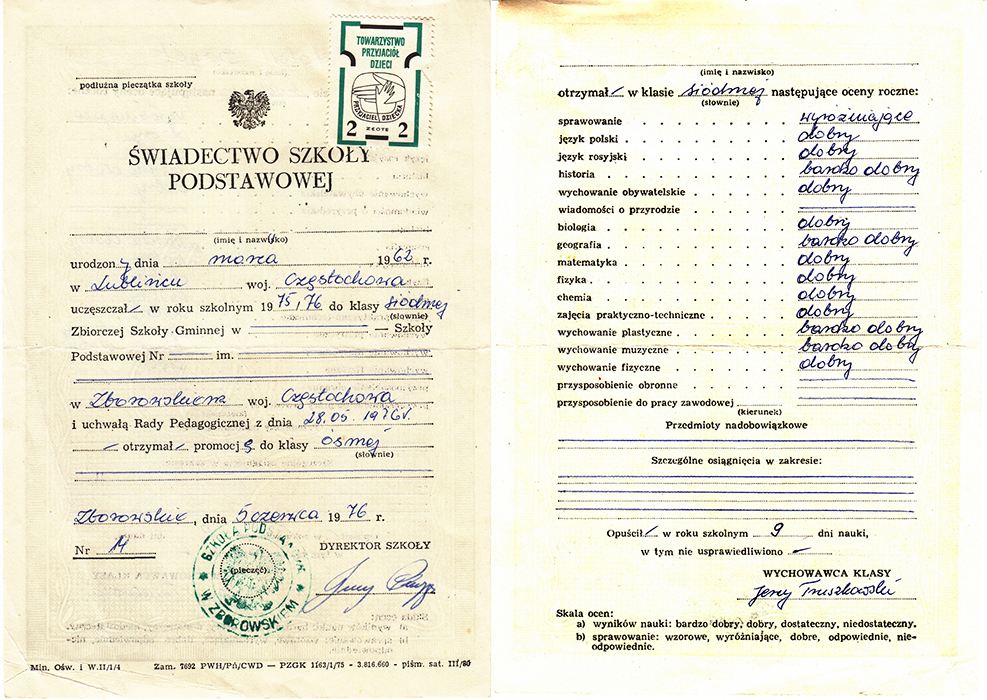 podłużna pieczątka szkoły
TOWARZYSTWO
PRZYJACIÓŁ
DZIECI
PRZYJACIEL DZIECKA
2 ZŁOTE 2
ŚWIADECTWO SZKOŁY
PODSTAWOWEJ
(imię i nazwisko)
urodzony dnia marca 1962 r.
w Lublińcu woj. Częstochowa
uczęszczał w roku szkolnym 1975/76 do klasy siódmej
(słownie)
Zbiorczej Szkoły Gminnej w — Szkoły
Podstawowej Nr im.
w Zborowskiem woj. Częstochowa
i uchwałą Rady Pedagogicznej z dnia 28.05.1976r.
otrzymał promocję do klasy ósmej
(słownie)
Zborowskie, dnia 5 czerwca 1976 r.
Nr 11
DYREKTOR SZKOŁY
(pieczęć)
W ZBOROWSKIEM
Min. Ośw. i W.II/1/4 Zam. 7692 PWH/Pń/CWD — PZGK 1163/1/75 - 3.816.660 - piśm. sat. III/80
(imię i nazwisko)
otrzymał w klasie siódmej następujące oceny roczne:
(słownie)
sprawowanie wyróżniające
język polski dobry
język rosyjski dobry
historia bardzo dobry
wychowanie obywatelskie dobry
wiadomości o przyrodzie
biologia dobry
geografia bardzo dobry
matematyka dobry
fizyka dobry
chemia dobry
zajęcia praktyczno-techniczne dobry
wychowanie plastyczne bardzo dobry
wychowanie muzyczne bardzo dobry
wychowanie fizyczne dobry
przysposobienie obronne
przysposobienie do pracy zawodowej
(kierunek)
Przedmioty nadobowiązkowe
Szczególne osiągnięcia w zakresie:
Opuścił w roku szkolnym 9 dni nauki,
w tym nie usprawiedliwiono —
WYCHOWAWCA KLASY
Jerzy Truszkowski
Skala ocen:
a) wyników nauki: bardzo dobry, dobry, dostateczny, niedostateczny.
b) sprawowanie: wzorowe, wyróżniające, dobre, odpowiednie, nie-
odpowiednie.